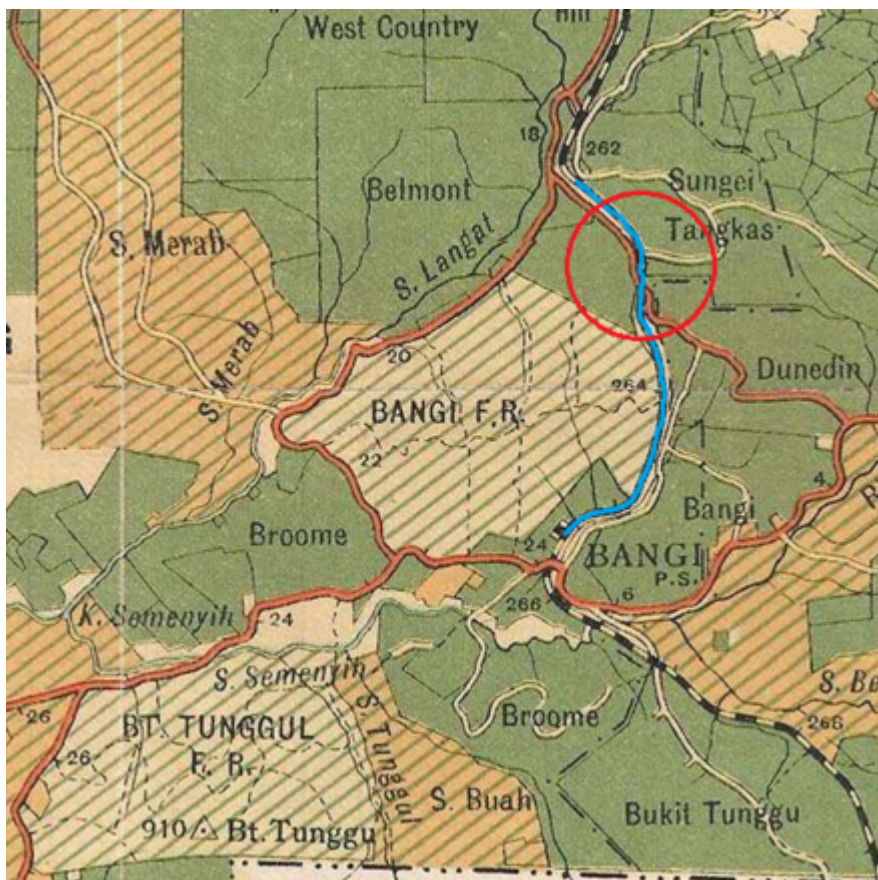 Hill
West Country
18
262
Belmont
Sungei
Tangkas
S. Merab
S. Langat
S. Merab
20
264
Dunedin
BANGI F.R.
22
4
Bangi
Broome
24
BANGI
P.S.
6
266
K. Semenyih
24
S. Semenyih
S. Be
26
Broome
268
BT. TUNGGUL
F. R.
26
S. Tunggul
S. Buah
Bukit Tunggu
910 △ Bt. Tunggu